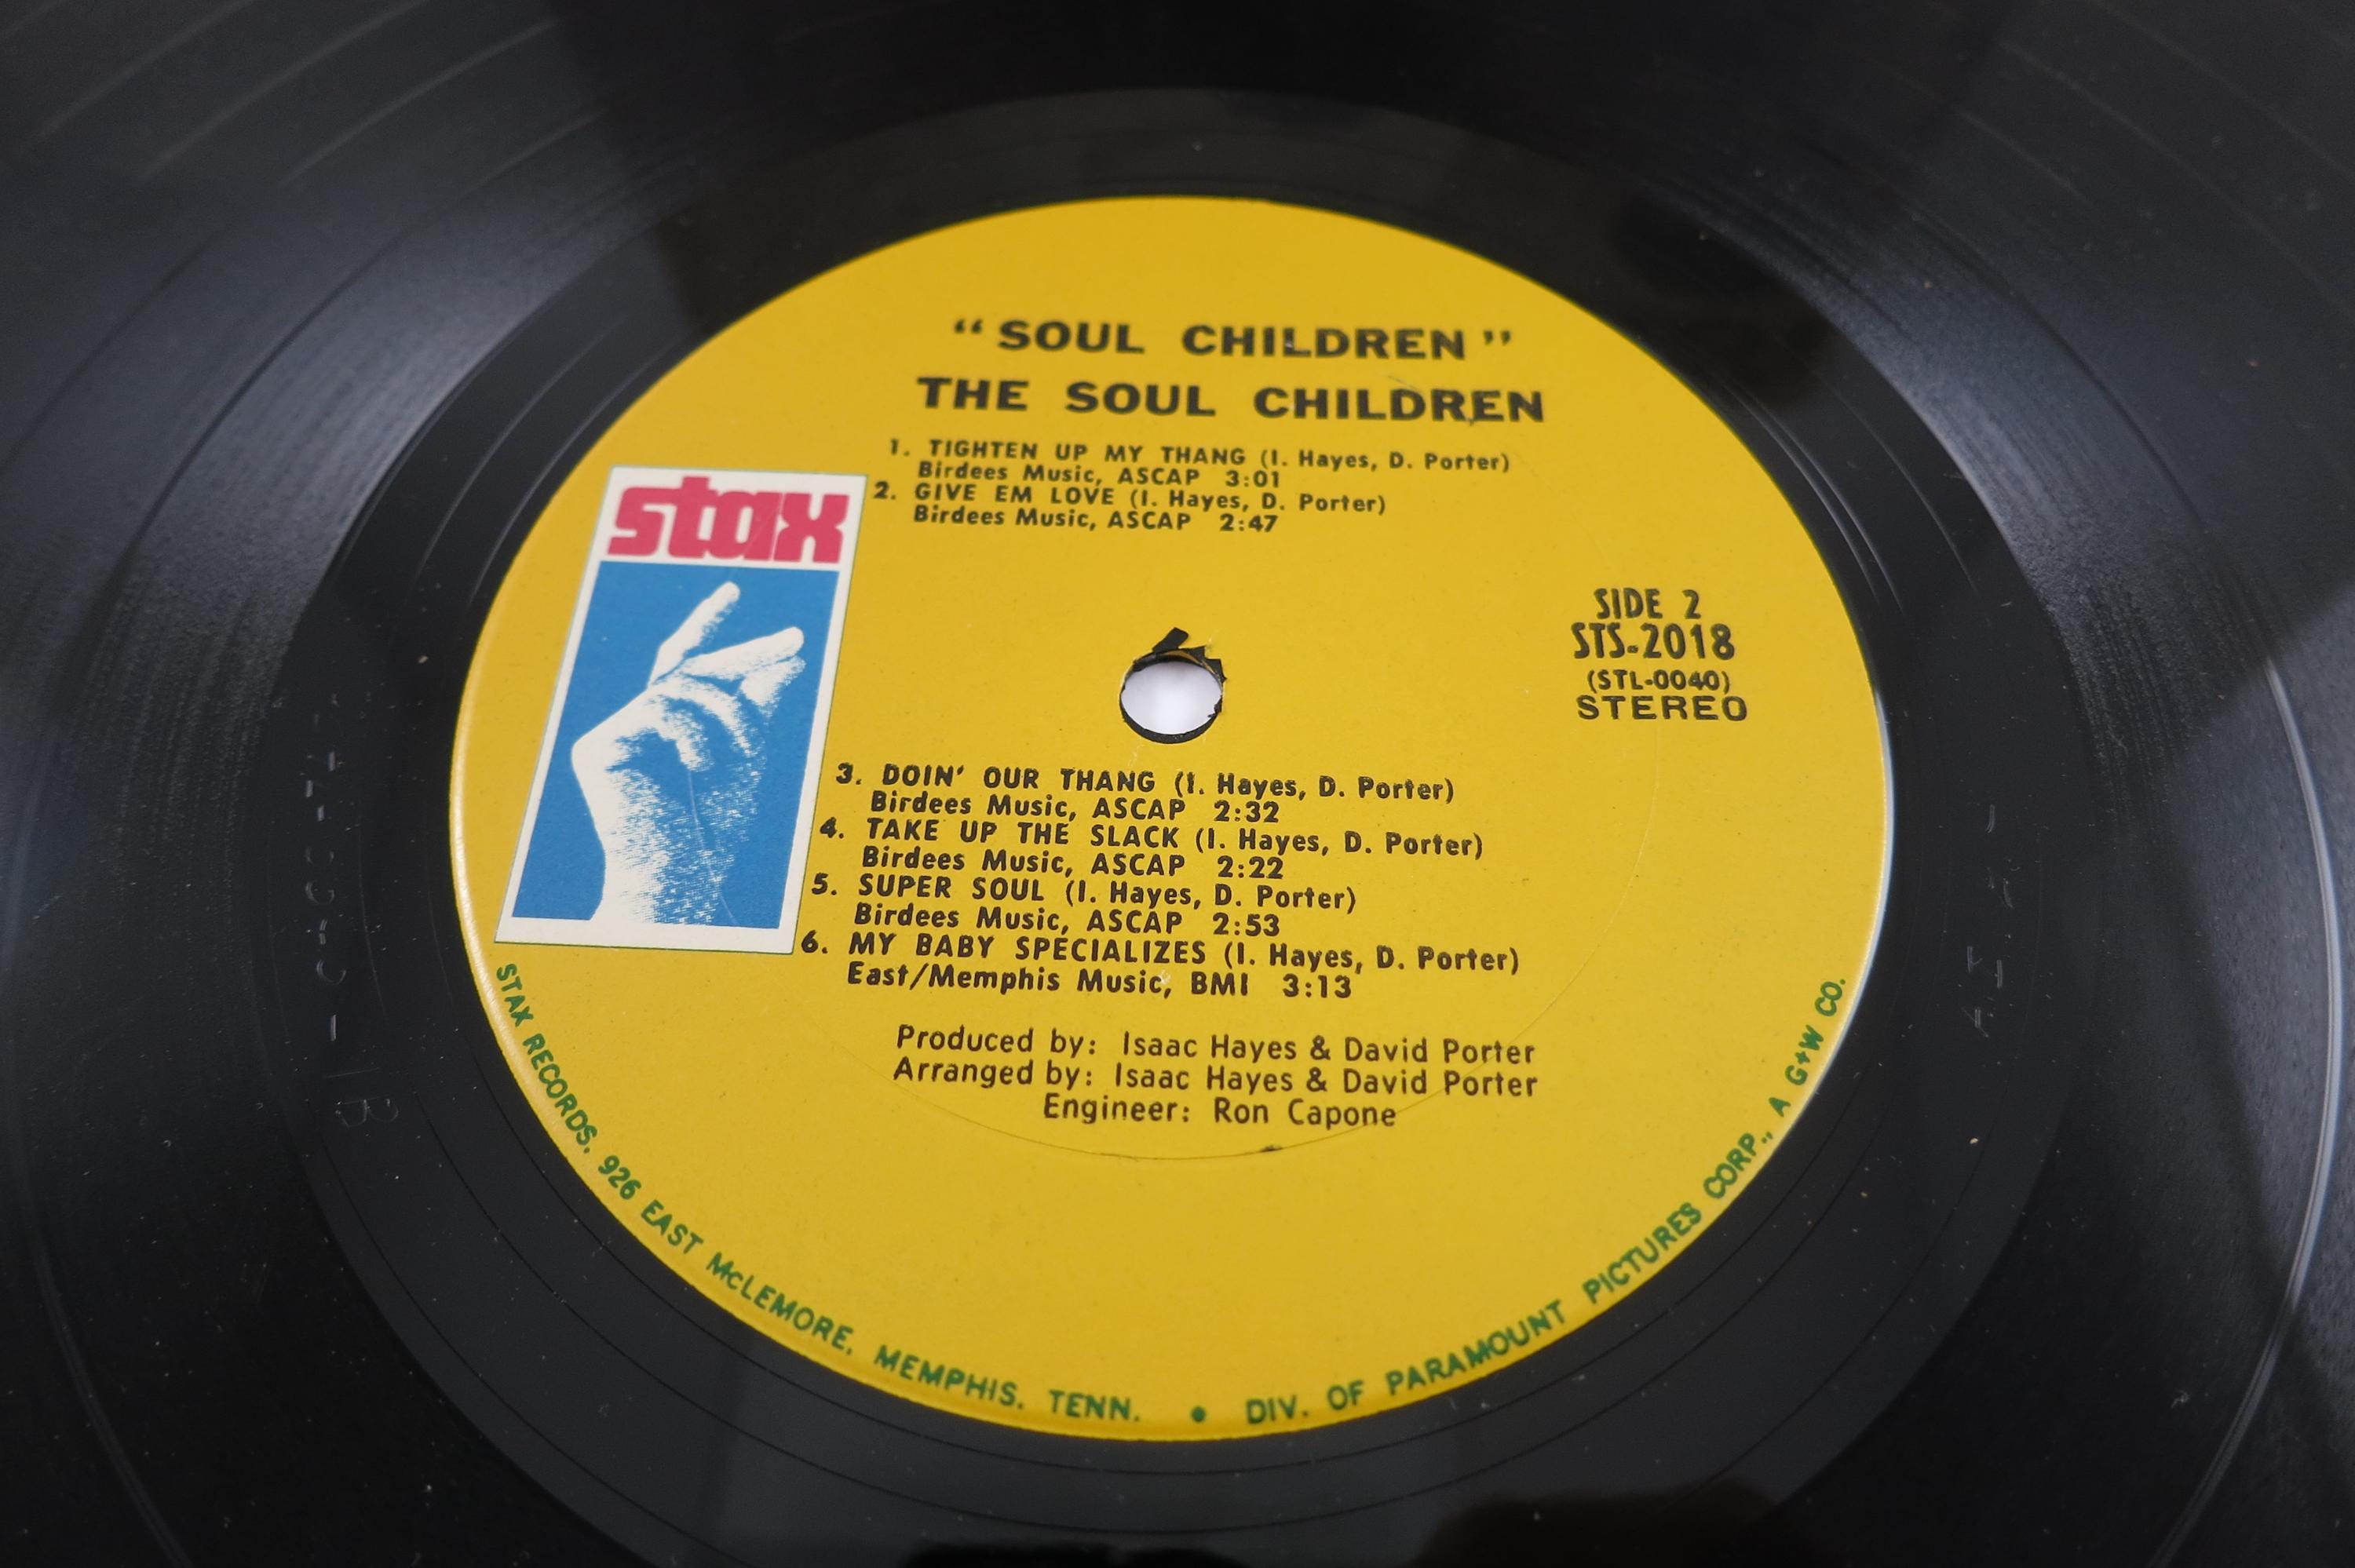 “SOUL CHILDREN”
THE SOUL CHILDREN
1. TIGHTEN UP MY THANG (I. Hayes, D. Porter)
Birdees Music, ASCAP 3:01
2. GIVE EM LOVE (I. Hayes, D. Porter)
Birdees Music, ASCAP 2:47
stax
SIDE 2
STS-2018
(STL-0040)
STEREO
3. DOIN' OUR THANG (I. Hayes, D. Porter)
Birdees Music, ASCAP 2:32
4. TAKE UP THE SLACK (I. Hayes, D. Porter)
Birdees Music, ASCAP 2:22
5. SUPER SOUL (I. Hayes, D. Porter)
Birdees Music, ASCAP 2:53
6. MY BABY SPECIALIZES (I. Hayes, D. Porter)
East/Memphis Music, BMI 3:13
Produced by: Isaac Hayes & David Porter
Arranged by: Isaac Hayes & David Porter
Engineer: Ron Capone
STAX RECORDS, 926 EAST McLEMORE, MEMPHIS, TENN. • DIV. OF PARAMOUNT PICTURES CORP., A G+W CO.